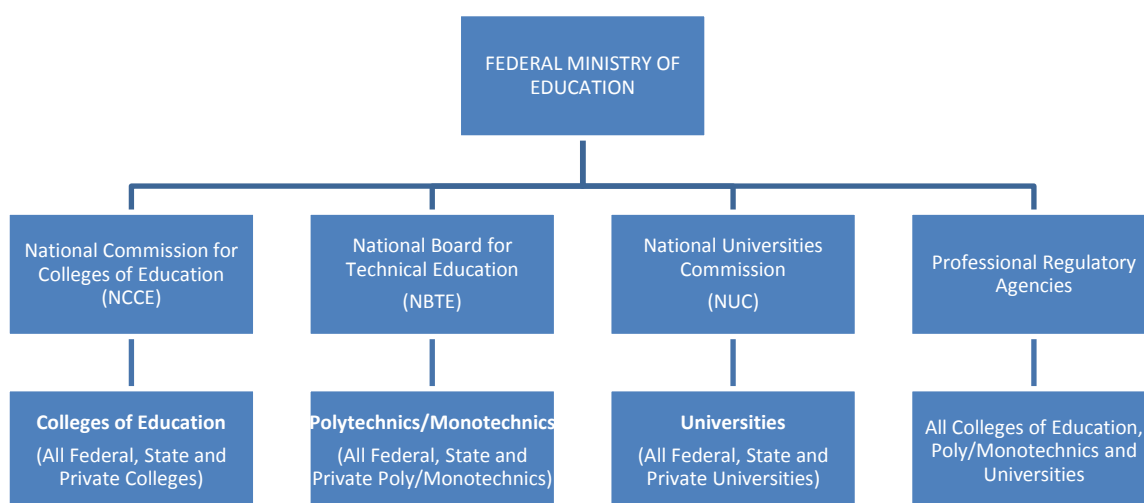 FEDERAL MINISTRY OF
EDUCATION
National Commission for
Colleges of Education
(NCCE)
National Board for
Technical Education
(NBTE)
National Universities
Commission
(NUC)
Professional Regulatory
Agencies
Colleges of Education
(All Federal, State and
Private Colleges)
Polytechnics/Monotechnics
(All Federal, State and
Private Poly/Monotechnics)
Universities
(All Federal, State and
Private Universities)
All Colleges of Education,
Poly/Monotechnics and
Universities